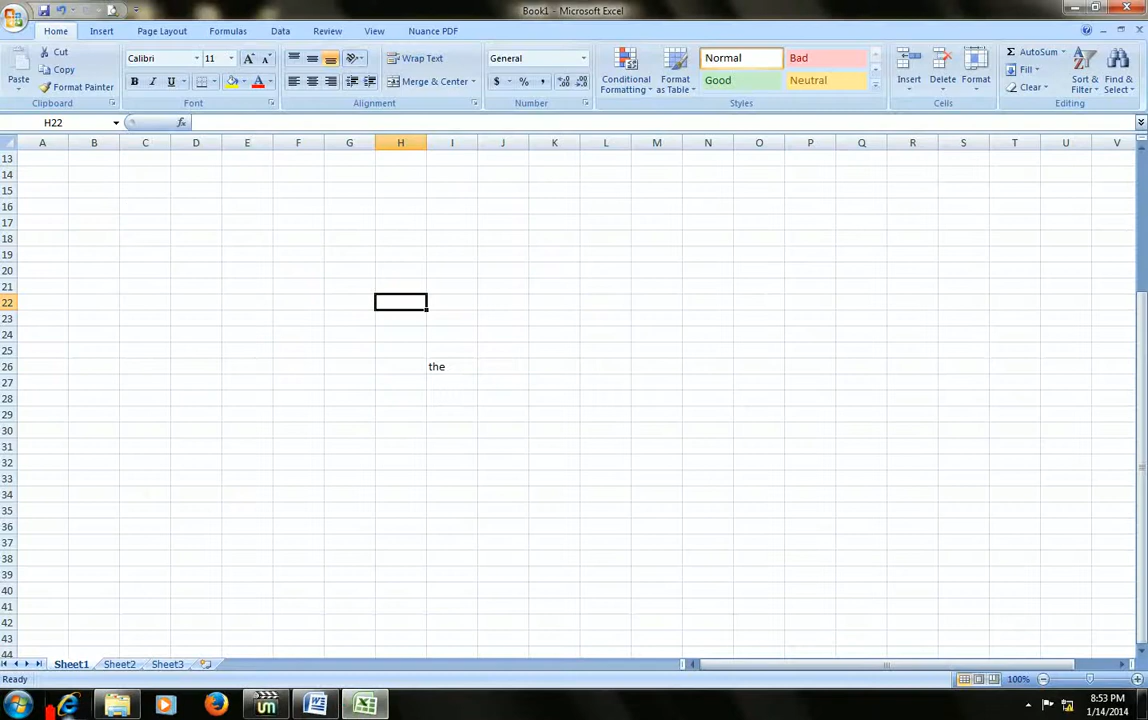 Book1 - Microsoft Excel
Home Insert Page Layout Formulas Data Review View Nuance PDF
Paste
Cut
Copy
Format Painter
Clipboard
Calibri 11
B I U
Font
Wrap Text
Merge & Center
Alignment
General
$ % ,
Number
Conditional Formatting
Format as Table
Normal Bad
Good Neutral
Styles
Insert Delete Format
Cells
AutoSum
Fill
Clear
Sort & Filter
Find & Select
Editing
H22
A B C D E F G H I J K L M N O P Q R S T U V
13
14
15
16
17
18
19
20
21
22
23
24
25
26 the
27
28
29
30
31
32
33
34
35
36
37
38
39
40
41
42
43
44
Sheet1 Sheet2 Sheet3
Ready 100%
8:53 PM
1/14/2014